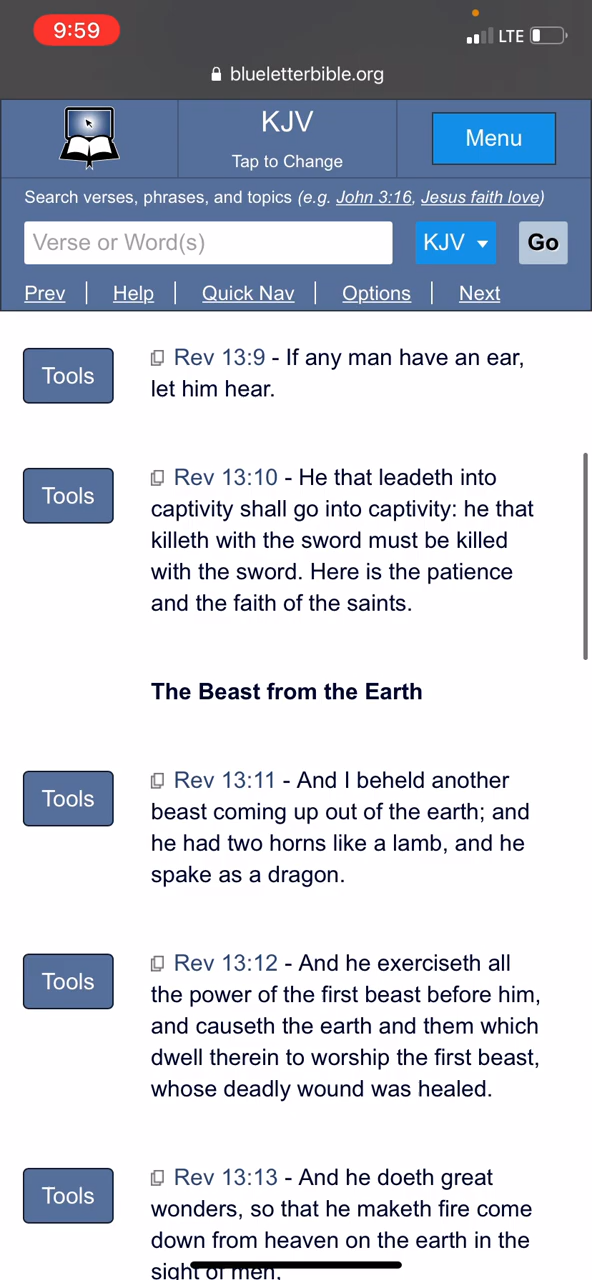 9:59
LTE
blueletterbible.org
KJV
Tap to Change
Menu
Search verses, phrases, and topics (e.g. John 3:16, Jesus faith love)
Verse or Word(s)
KJV
Go
Prev | Help | Quick Nav | Options | Next
Tools
Rev 13:9 - If any man have an ear,
let him hear.
Tools
Rev 13:10 - He that leadeth into
captivity shall go into captivity: he that
killeth with the sword must be killed
with the sword. Here is the patience
and the faith of the saints.
The Beast from the Earth
Tools
Rev 13:11 - And I beheld another
beast coming up out of the earth; and
he had two horns like a lamb, and he
spake as a dragon.
Tools
Rev 13:12 - And he exerciseth all
the power of the first beast before him,
and causeth the earth and them which
dwell therein to worship the first beast,
whose deadly wound was healed.
Tools
Rev 13:13 - And he doeth great
wonders, so that he maketh fire come
down from heaven on the earth in the
sight of men,